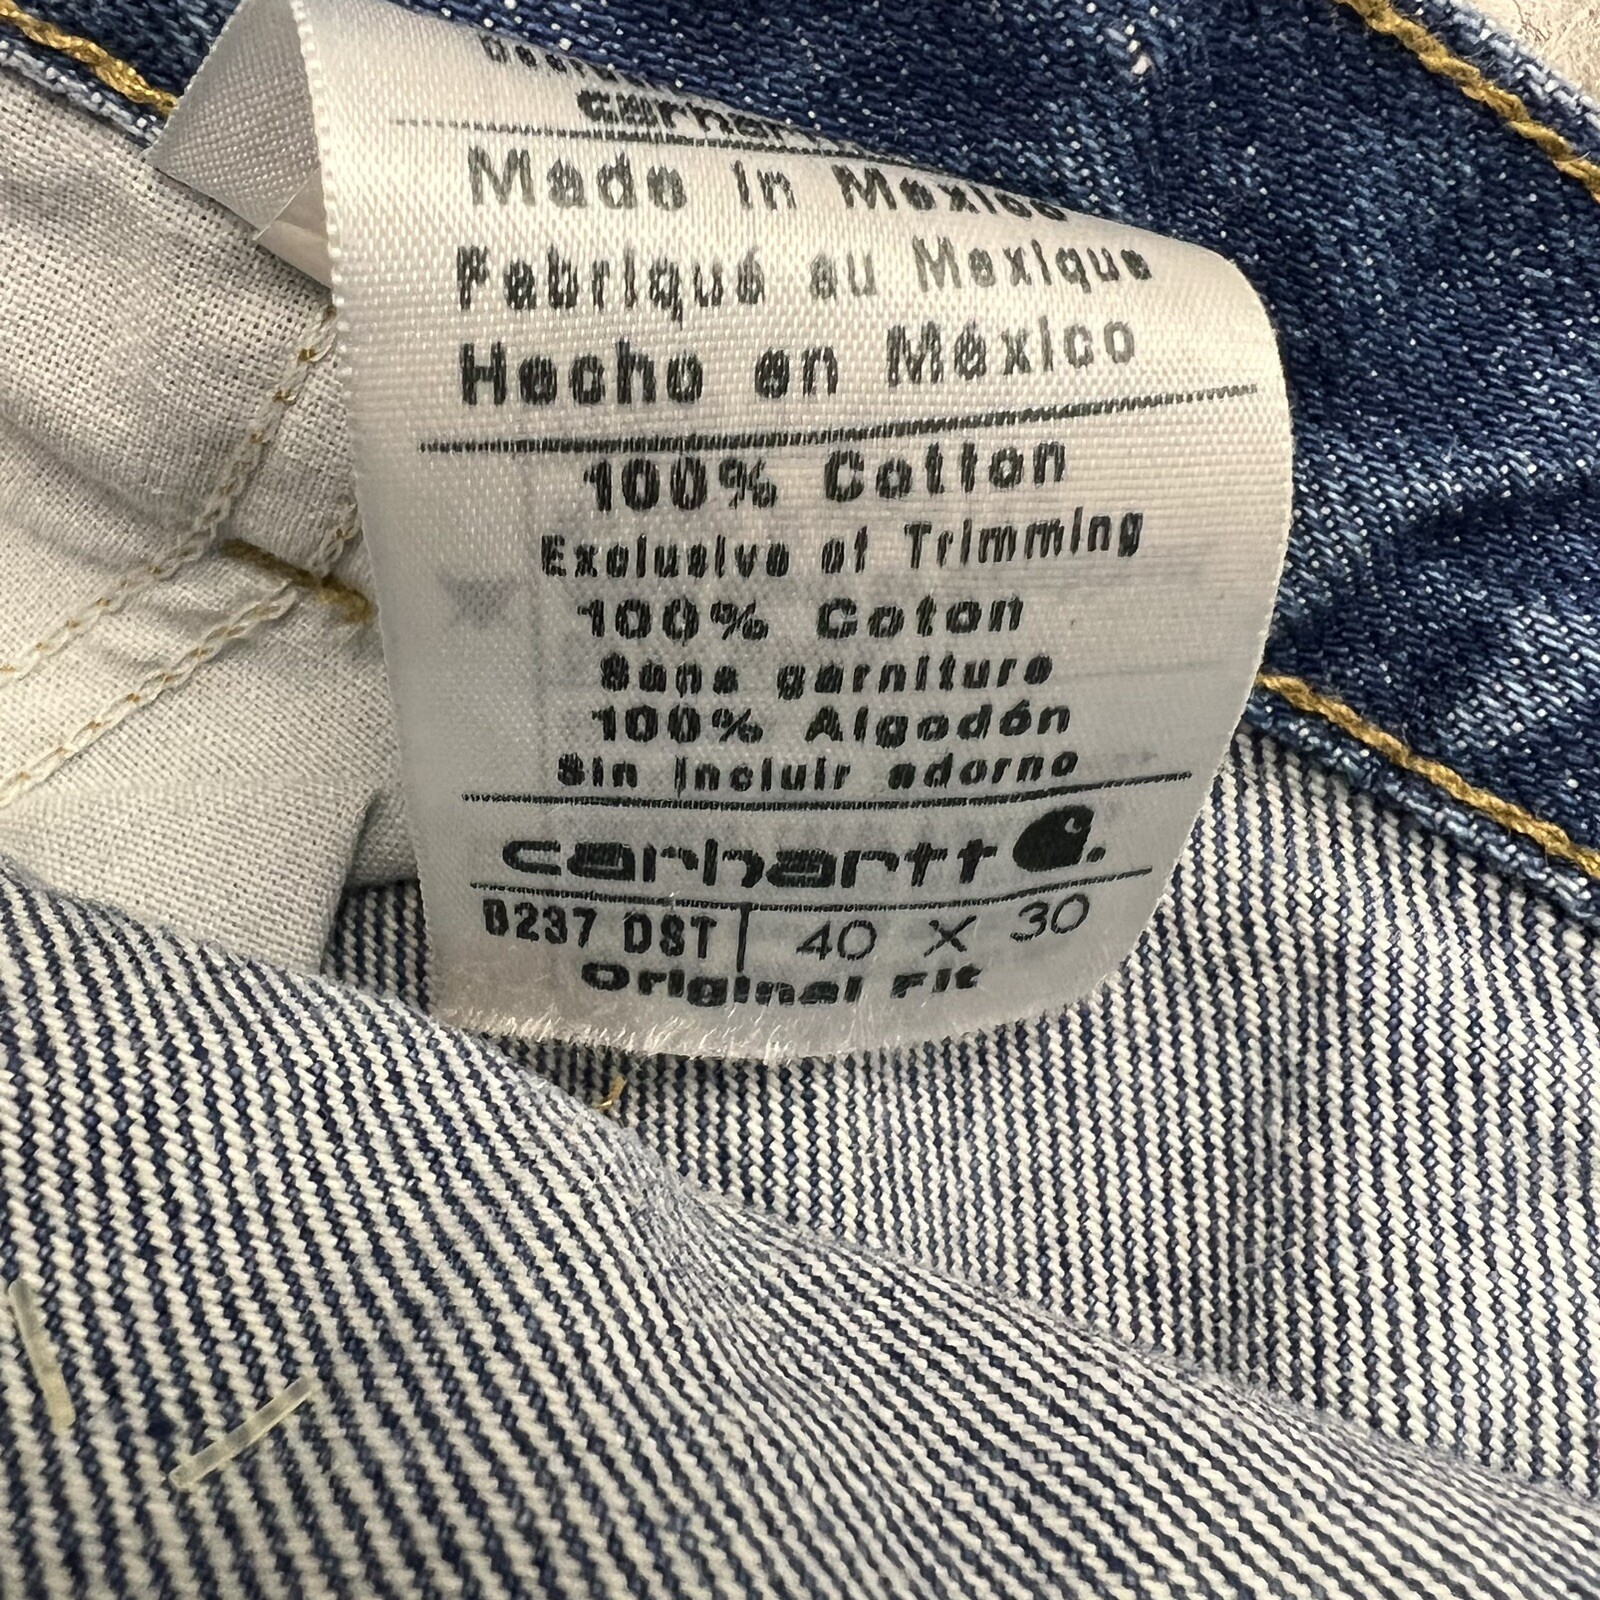 carhartt
Made in Mexico
Fabriqué au Mexique
Hecho en México
100% Cotton
Exclusive of Trimming
100% Coton
Sans garniture
100% Algodón
Sin incluir adorno
carhartt
B237 DST | 40 X 30
Original Fit